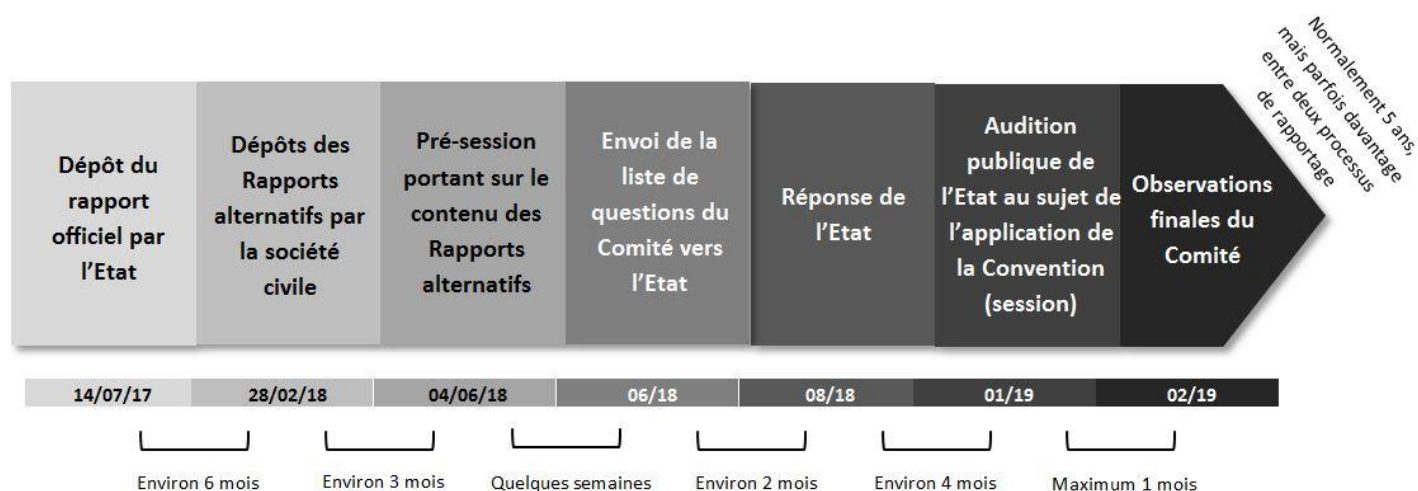 Normalement 5 ans,
mais parfois davantage
entre deux processus
de rapportage
Dépôt du
rapport
officiel par
l'Etat
Dépôts des
Rapports
alternatifs par
la société
civile
Pré-session
portant sur le
contenu des
Rapports
alternatifs
Envoi de la
liste de
questions du
Comité vers
l'Etat
Réponse de
l'Etat
Audition
publique de
l'Etat au sujet de
l'application de
la Convention
(session)
Observations
finales du
Comité
14/07/17
28/02/18
04/06/18
06/18
08/18
01/19
02/19
Environ 6 mois
Environ 3 mois
Quelques semaines
Environ 2 mois
Environ 4 mois
Maximum 1 mois